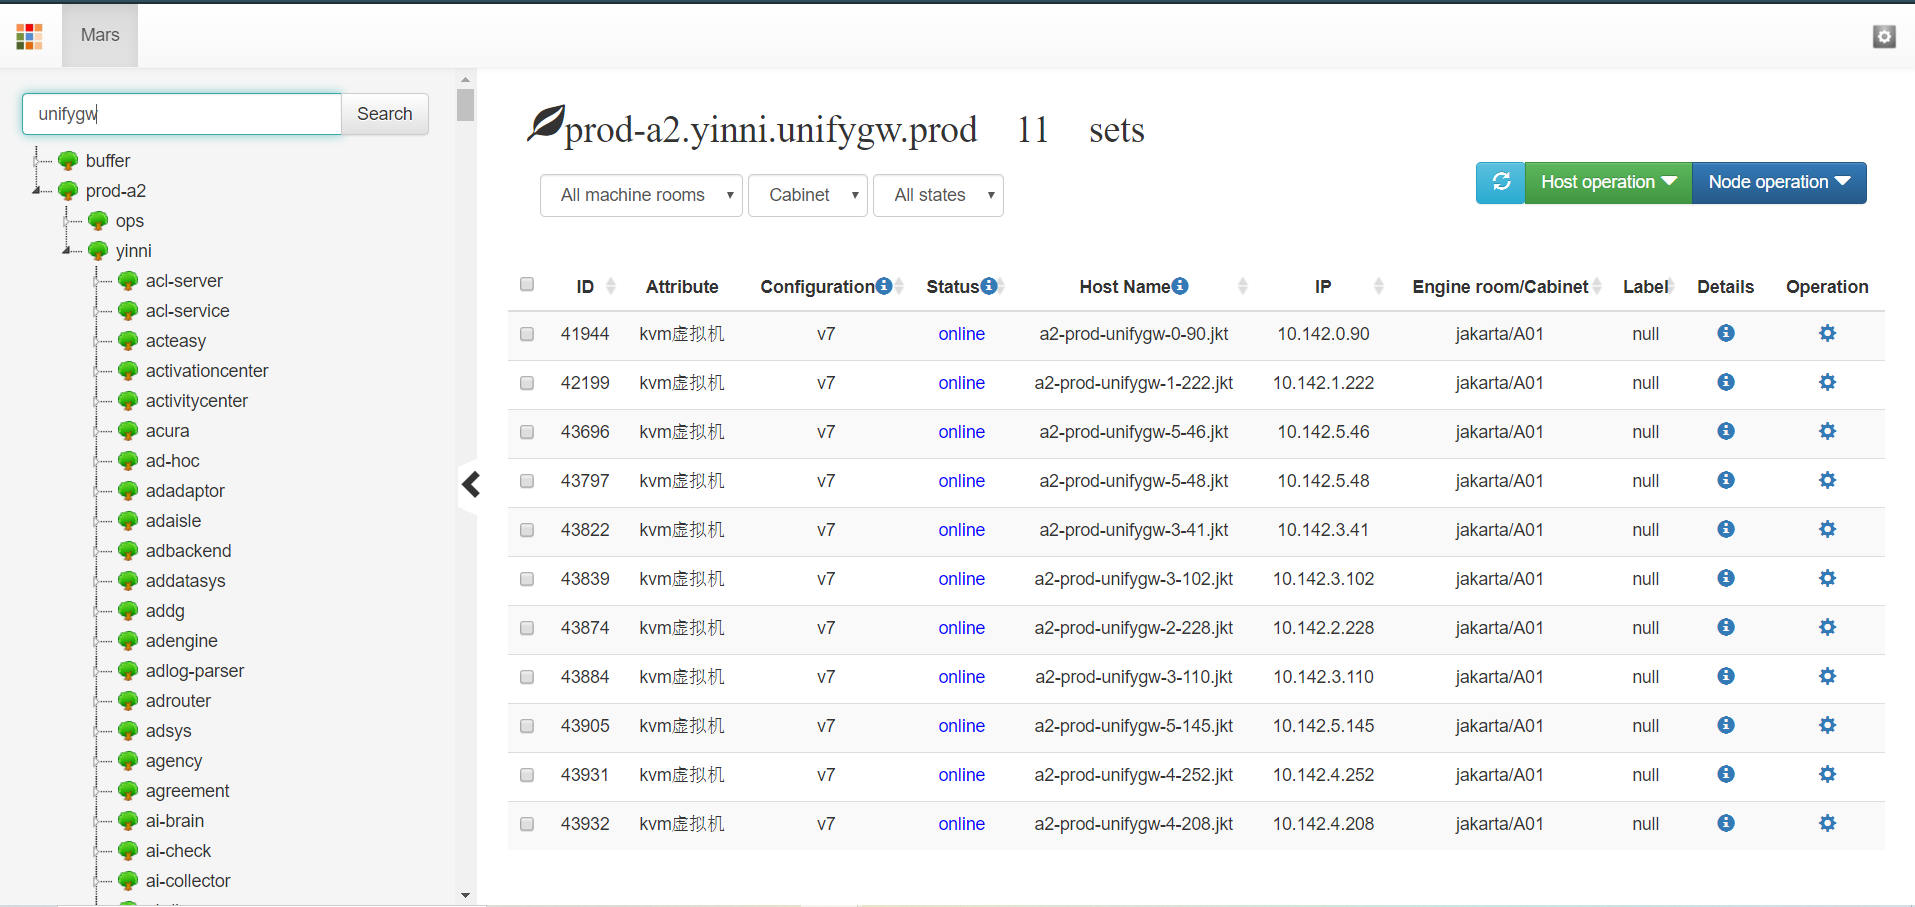 Mars
unifygw Search
buffer
prod-a2
ops
yinni
acl-server
acl-service
acteasy
activationcenter
activitycenter
acura
ad-hoc
adadaptor
adaisle
adbackend
addatasys
addg
adengine
adlog-parser
adrouter
adsys
agency
agreement
ai-brain
ai-check
ai-collector
prod-a2.yinni.unifygw.prod 11 sets
All machine rooms Cabinet All states
Host operation Node operation
ID Attribute Configuration Status Host Name IP Engine room/Cabinet Label Details Operation
41944 kvm虚拟机 v7 online a2-prod-unifygw-0-90.jkt 10.142.0.90 jakarta/A01 null
42199 kvm虚拟机 v7 online a2-prod-unifygw-1-222.jkt 10.142.1.222 jakarta/A01 null
43696 kvm虚拟机 v7 online a2-prod-unifygw-5-46.jkt 10.142.5.46 jakarta/A01 null
43797 kvm虚拟机 v7 online a2-prod-unifygw-5-48.jkt 10.142.5.48 jakarta/A01 null
43822 kvm虚拟机 v7 online a2-prod-unifygw-3-41.jkt 10.142.3.41 jakarta/A01 null
43839 kvm虚拟机 v7 online a2-prod-unifygw-3-102.jkt 10.142.3.102 jakarta/A01 null
43874 kvm虚拟机 v7 online a2-prod-unifygw-2-228.jkt 10.142.2.228 jakarta/A01 null
43884 kvm虚拟机 v7 online a2-prod-unifygw-3-110.jkt 10.142.3.110 jakarta/A01 null
43905 kvm虚拟机 v7 online a2-prod-unifygw-5-145.jkt 10.142.5.145 jakarta/A01 null
43931 kvm虚拟机 v7 online a2-prod-unifygw-4-252.jkt 10.142.4.252 jakarta/A01 null
43932 kvm虚拟机 v7 online a2-prod-unifygw-4-208.jkt 10.142.4.208 jakarta/A01 null